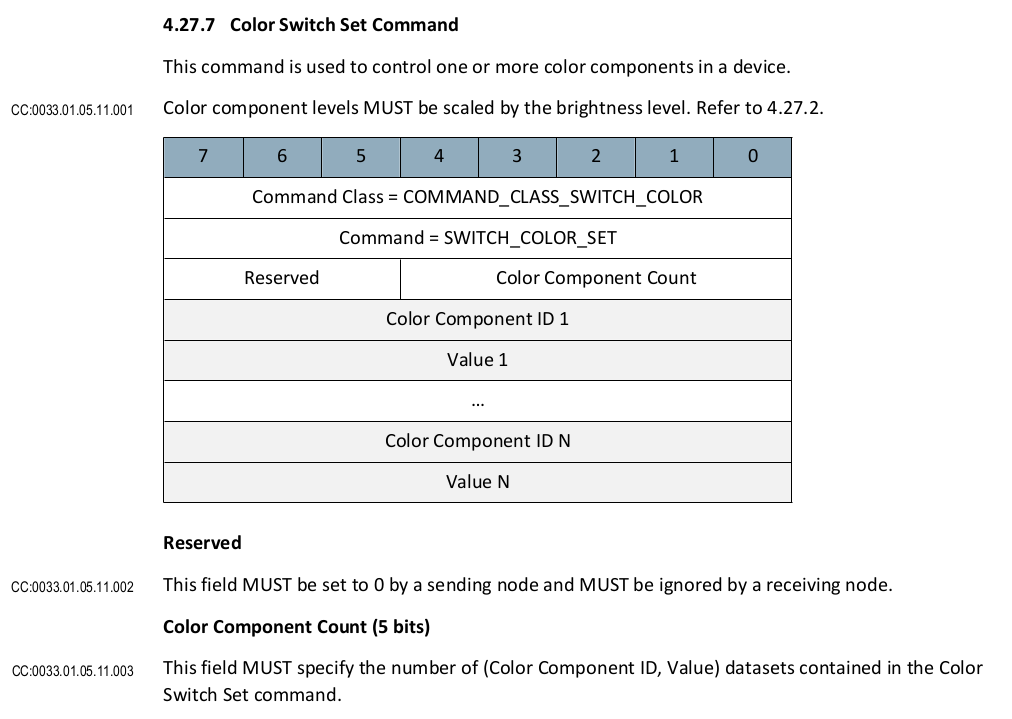 4.27.7 Color Switch Set Command
This command is used to control one or more color components in a device.
CC:0033.01.05.11.001 Color component levels MUST be scaled by the brightness level. Refer to 4.27.2.
7 6 5 4 3 2 1 0
Command Class = COMMAND_CLASS_SWITCH_COLOR
Command = SWITCH_COLOR_SET
Reserved Color Component Count
Color Component ID 1
Value 1
...
Color Component ID N
Value N
Reserved
CC:0033.01.05.11.002 This field MUST be set to 0 by a sending node and MUST be ignored by a receiving node.
Color Component Count (5 bits)
CC:0033.01.05.11.003 This field MUST specify the number of (Color Component ID, Value) datasets contained in the Color
Switch Set command.